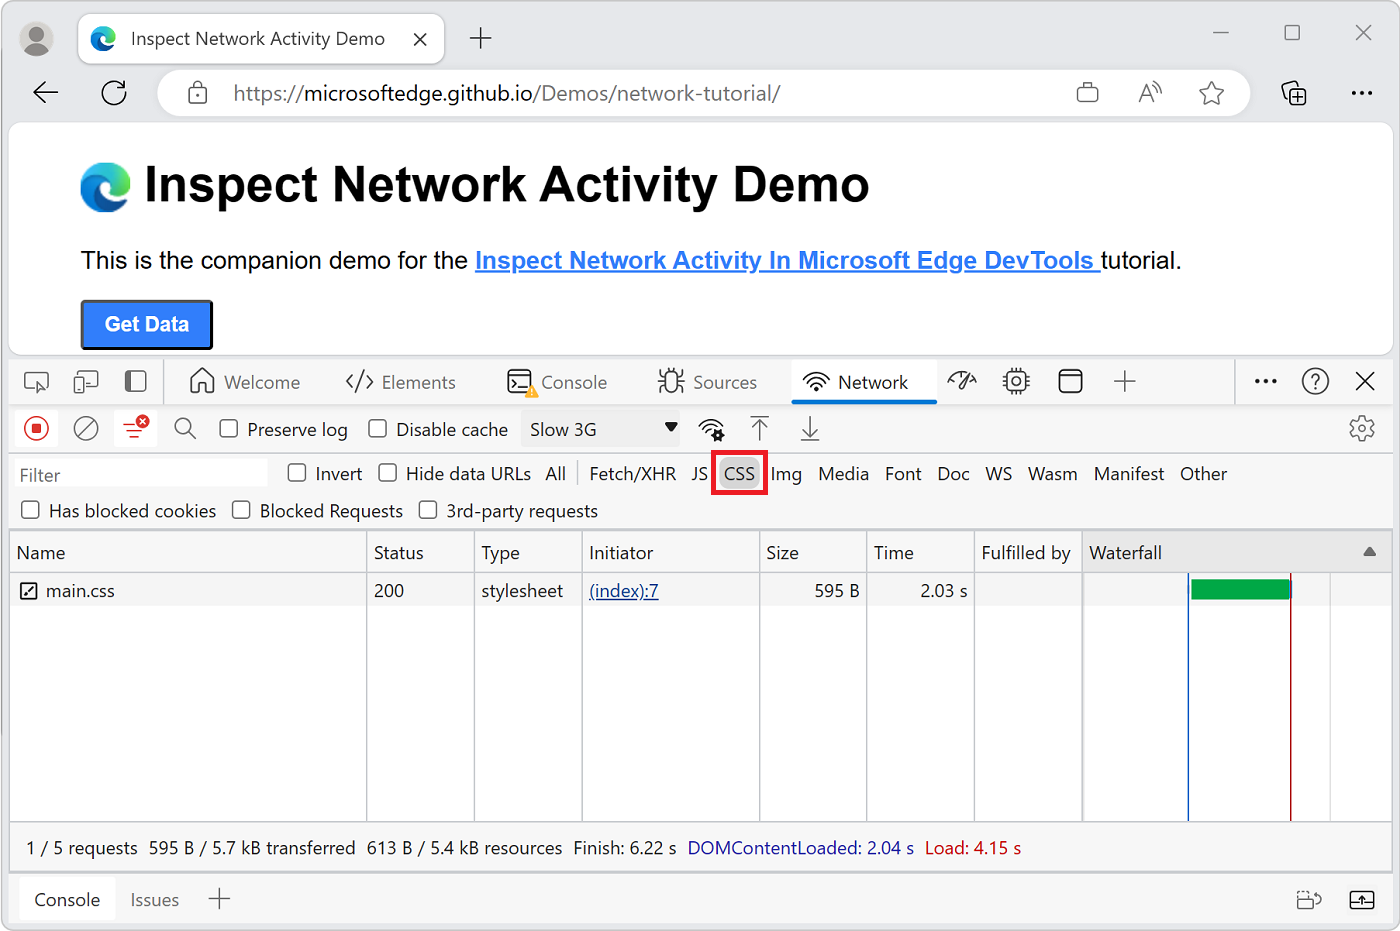 Inspect Network Activity Demo
https://microsoftedge.github.io/Demos/network-tutorial/
Inspect Network Activity Demo
This is the companion demo for the Inspect Network Activity In Microsoft Edge DevTools tutorial.
Get Data
Welcome Elements Console Sources Network
Preserve log Disable cache Slow 3G
Filter Invert Hide data URLs All Fetch/XHR JS CSS Img Media Font Doc WS Wasm Manifest Other
Has blocked cookies Blocked Requests 3rd-party requests
Name Status Type Initiator Size Time Fulfilled by Waterfall
main.css 200 stylesheet (index):7 595 B 2.03 s
1 / 5 requests 595 B / 5.7 kB transferred 613 B / 5.4 kB resources Finish: 6.22 s DOMContentLoaded: 2.04 s Load: 4.15 s
Console Issues